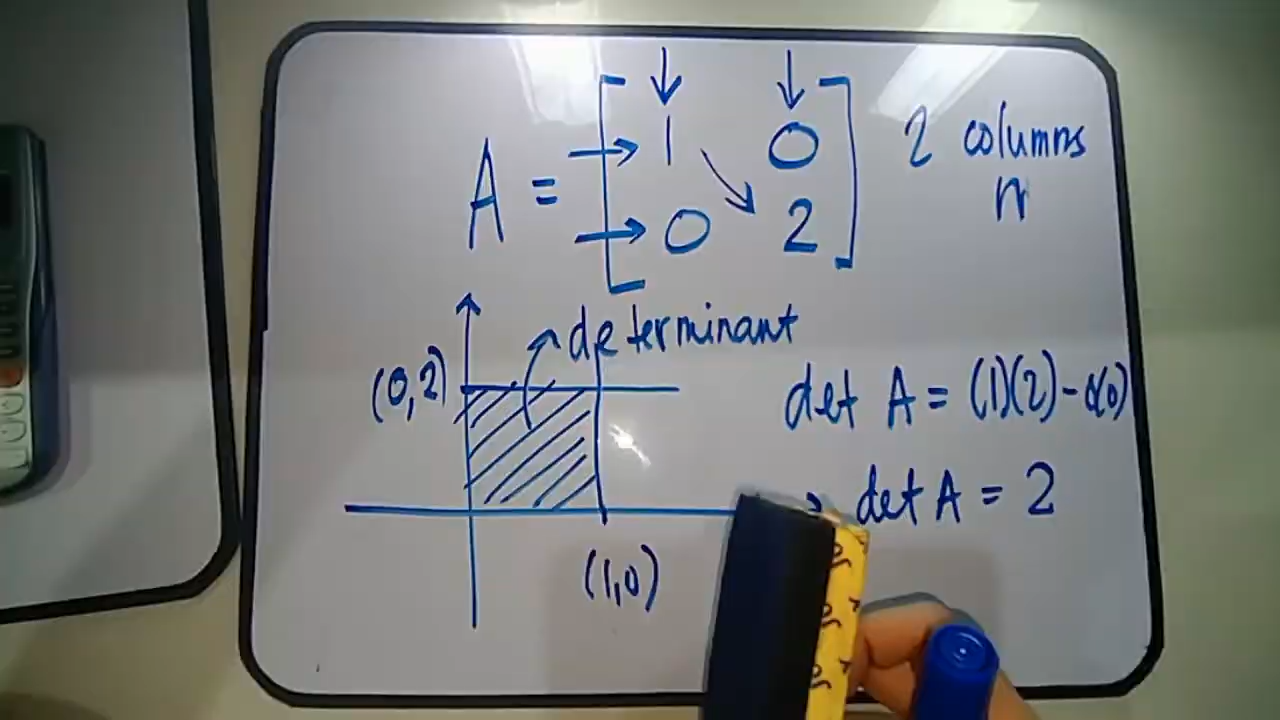 A = [ 1 0
0 2 ]
2 columns
n
determinant
(0,2)
det A = (1)(2) - 0(0)
det A = 2
(1,0)